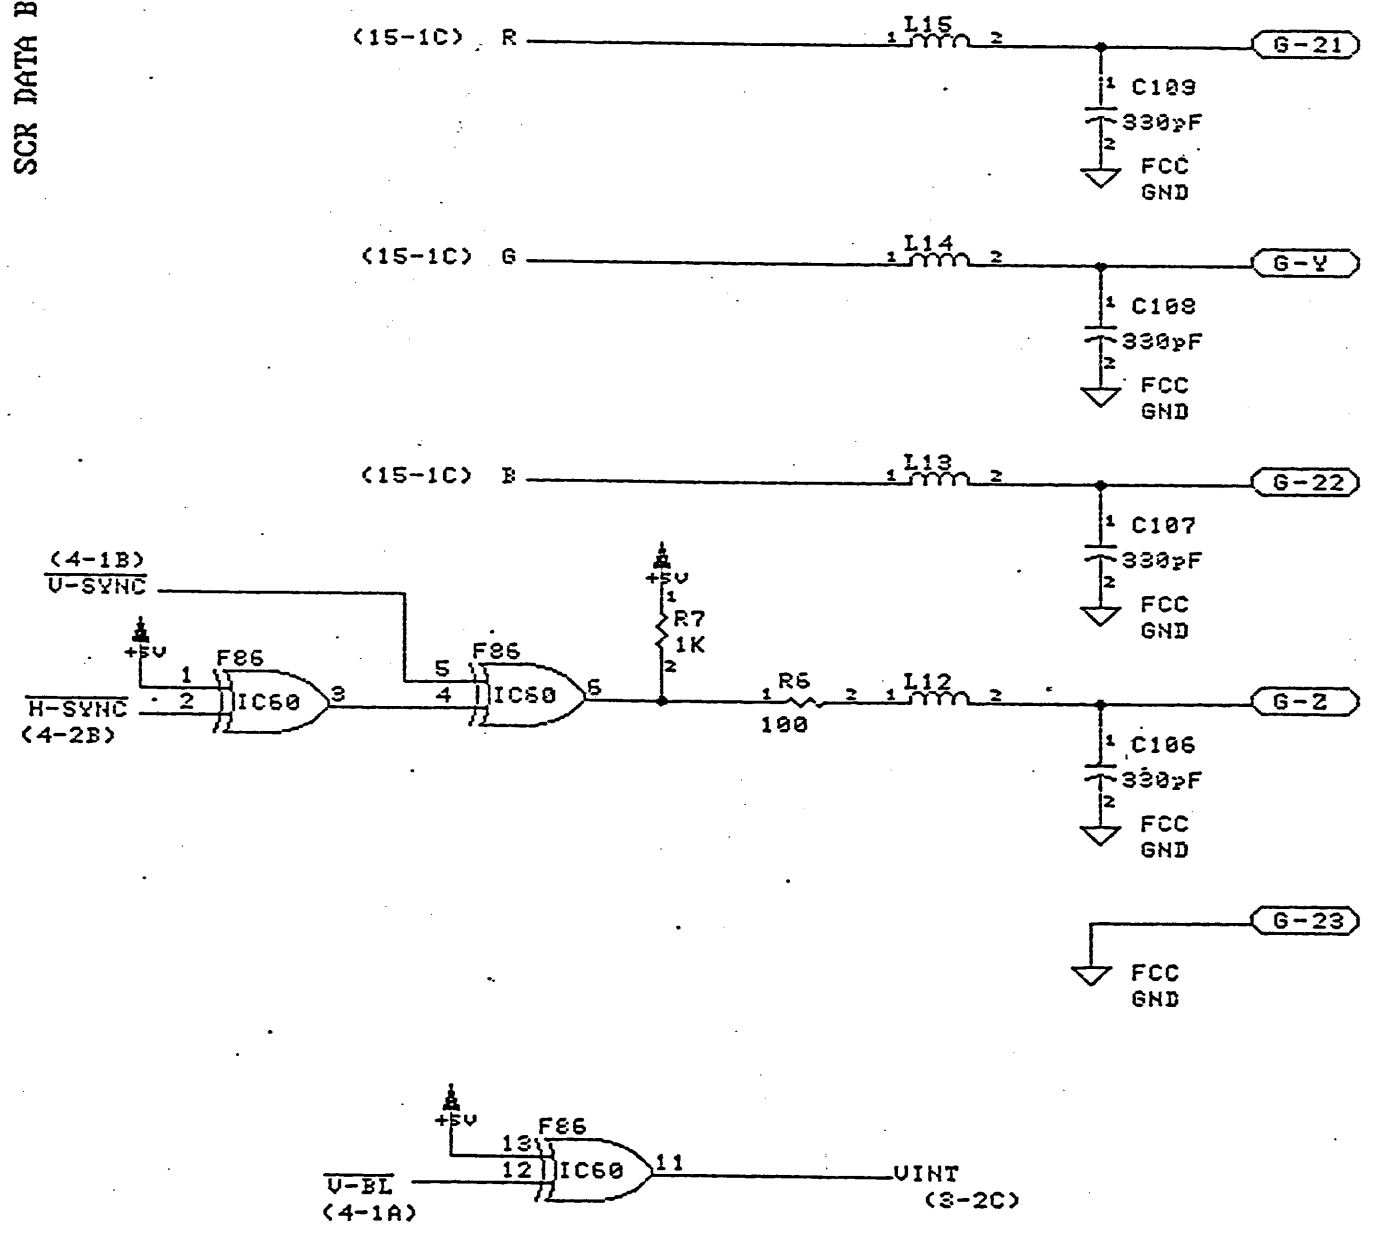 SCR DATA B
(15-1C) R
1 L15 2
G-21
1 C109
330pF
2
FCC
GND
(15-1C) G
1 L14 2
G-Y
1 C108
330pF
2
FCC
GND
(15-1C) B
1 L13 2
G-22
1 C107
330pF
2
FCC
GND
(4-1B)
V-SYNC
+5V
1
R7
1K
2
+5V
F86
1
2
IC60
3
H-SYNC
(4-2B)
F86
5
4
IC60
6
1 R6 2
100
1 L12 2
G-Z
1 C106
330pF
2
FCC
GND
G-23
FCC
GND
+5V
F86
13
12
IC60
11
V-BL
(4-1A)
VINT
(3-2C)